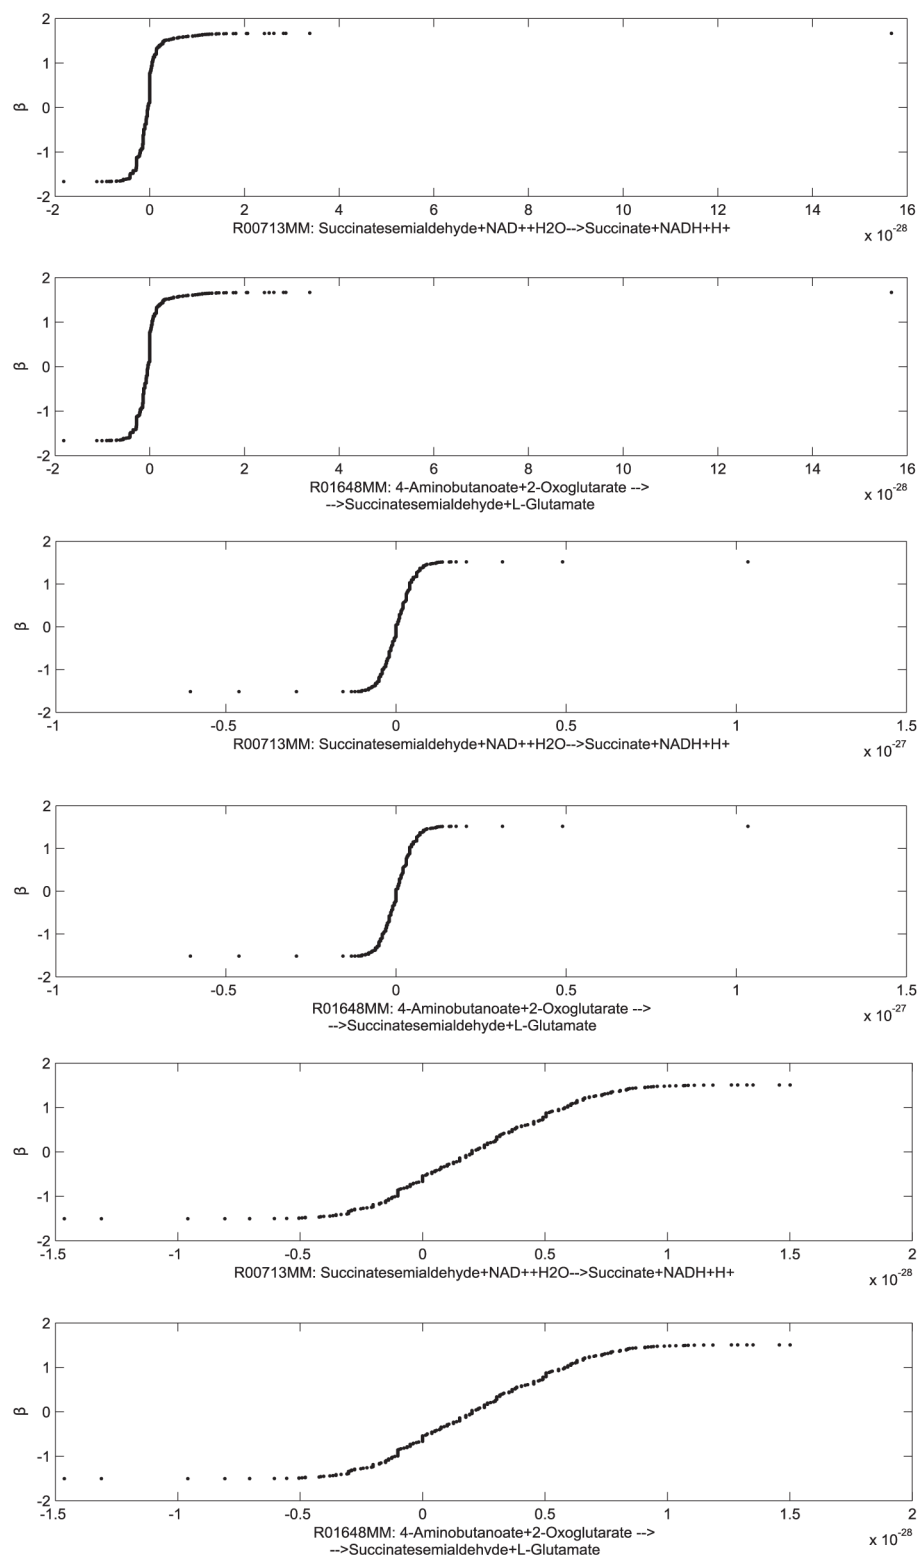 2
1
0
-1
-2
β
-2 0 2 4 6 8 10 12 14 16
R00713MM: Succinatesemialdehyde+NAD++H2O-->Succinate+NADH+H+
x 10-28
2
1
0
-1
-2
β
-2 0 2 4 6 8 10 12 14 16
R01648MM: 4-Aminobutanoate+2-Oxoglutarate -->
-->Succinatesemialdehyde+L-Glutamate
x 10-28
2
1
0
-1
-2
β
-1 -0.5 0 0.5 1 1.5
R00713MM: Succinatesemialdehyde+NAD++H2O-->Succinate+NADH+H+
x 10-27
2
1
0
-1
-2
β
-1 -0.5 0 0.5 1 1.5
R01648MM: 4-Aminobutanoate+2-Oxoglutarate -->
-->Succinatesemialdehyde+L-Glutamate
x 10-27
2
1
0
-1
-2
β
-1.5 -1 -0.5 0 0.5 1 1.5 2
R00713MM: Succinatesemialdehyde+NAD++H2O-->Succinate+NADH+H+
x 10-28
2
1
0
-1
-2
β
-1.5 -1 -0.5 0 0.5 1 1.5 2
R01648MM: 4-Aminobutanoate+2-Oxoglutarate -->
-->Succinatesemialdehyde+L-Glutamate
x 10-28